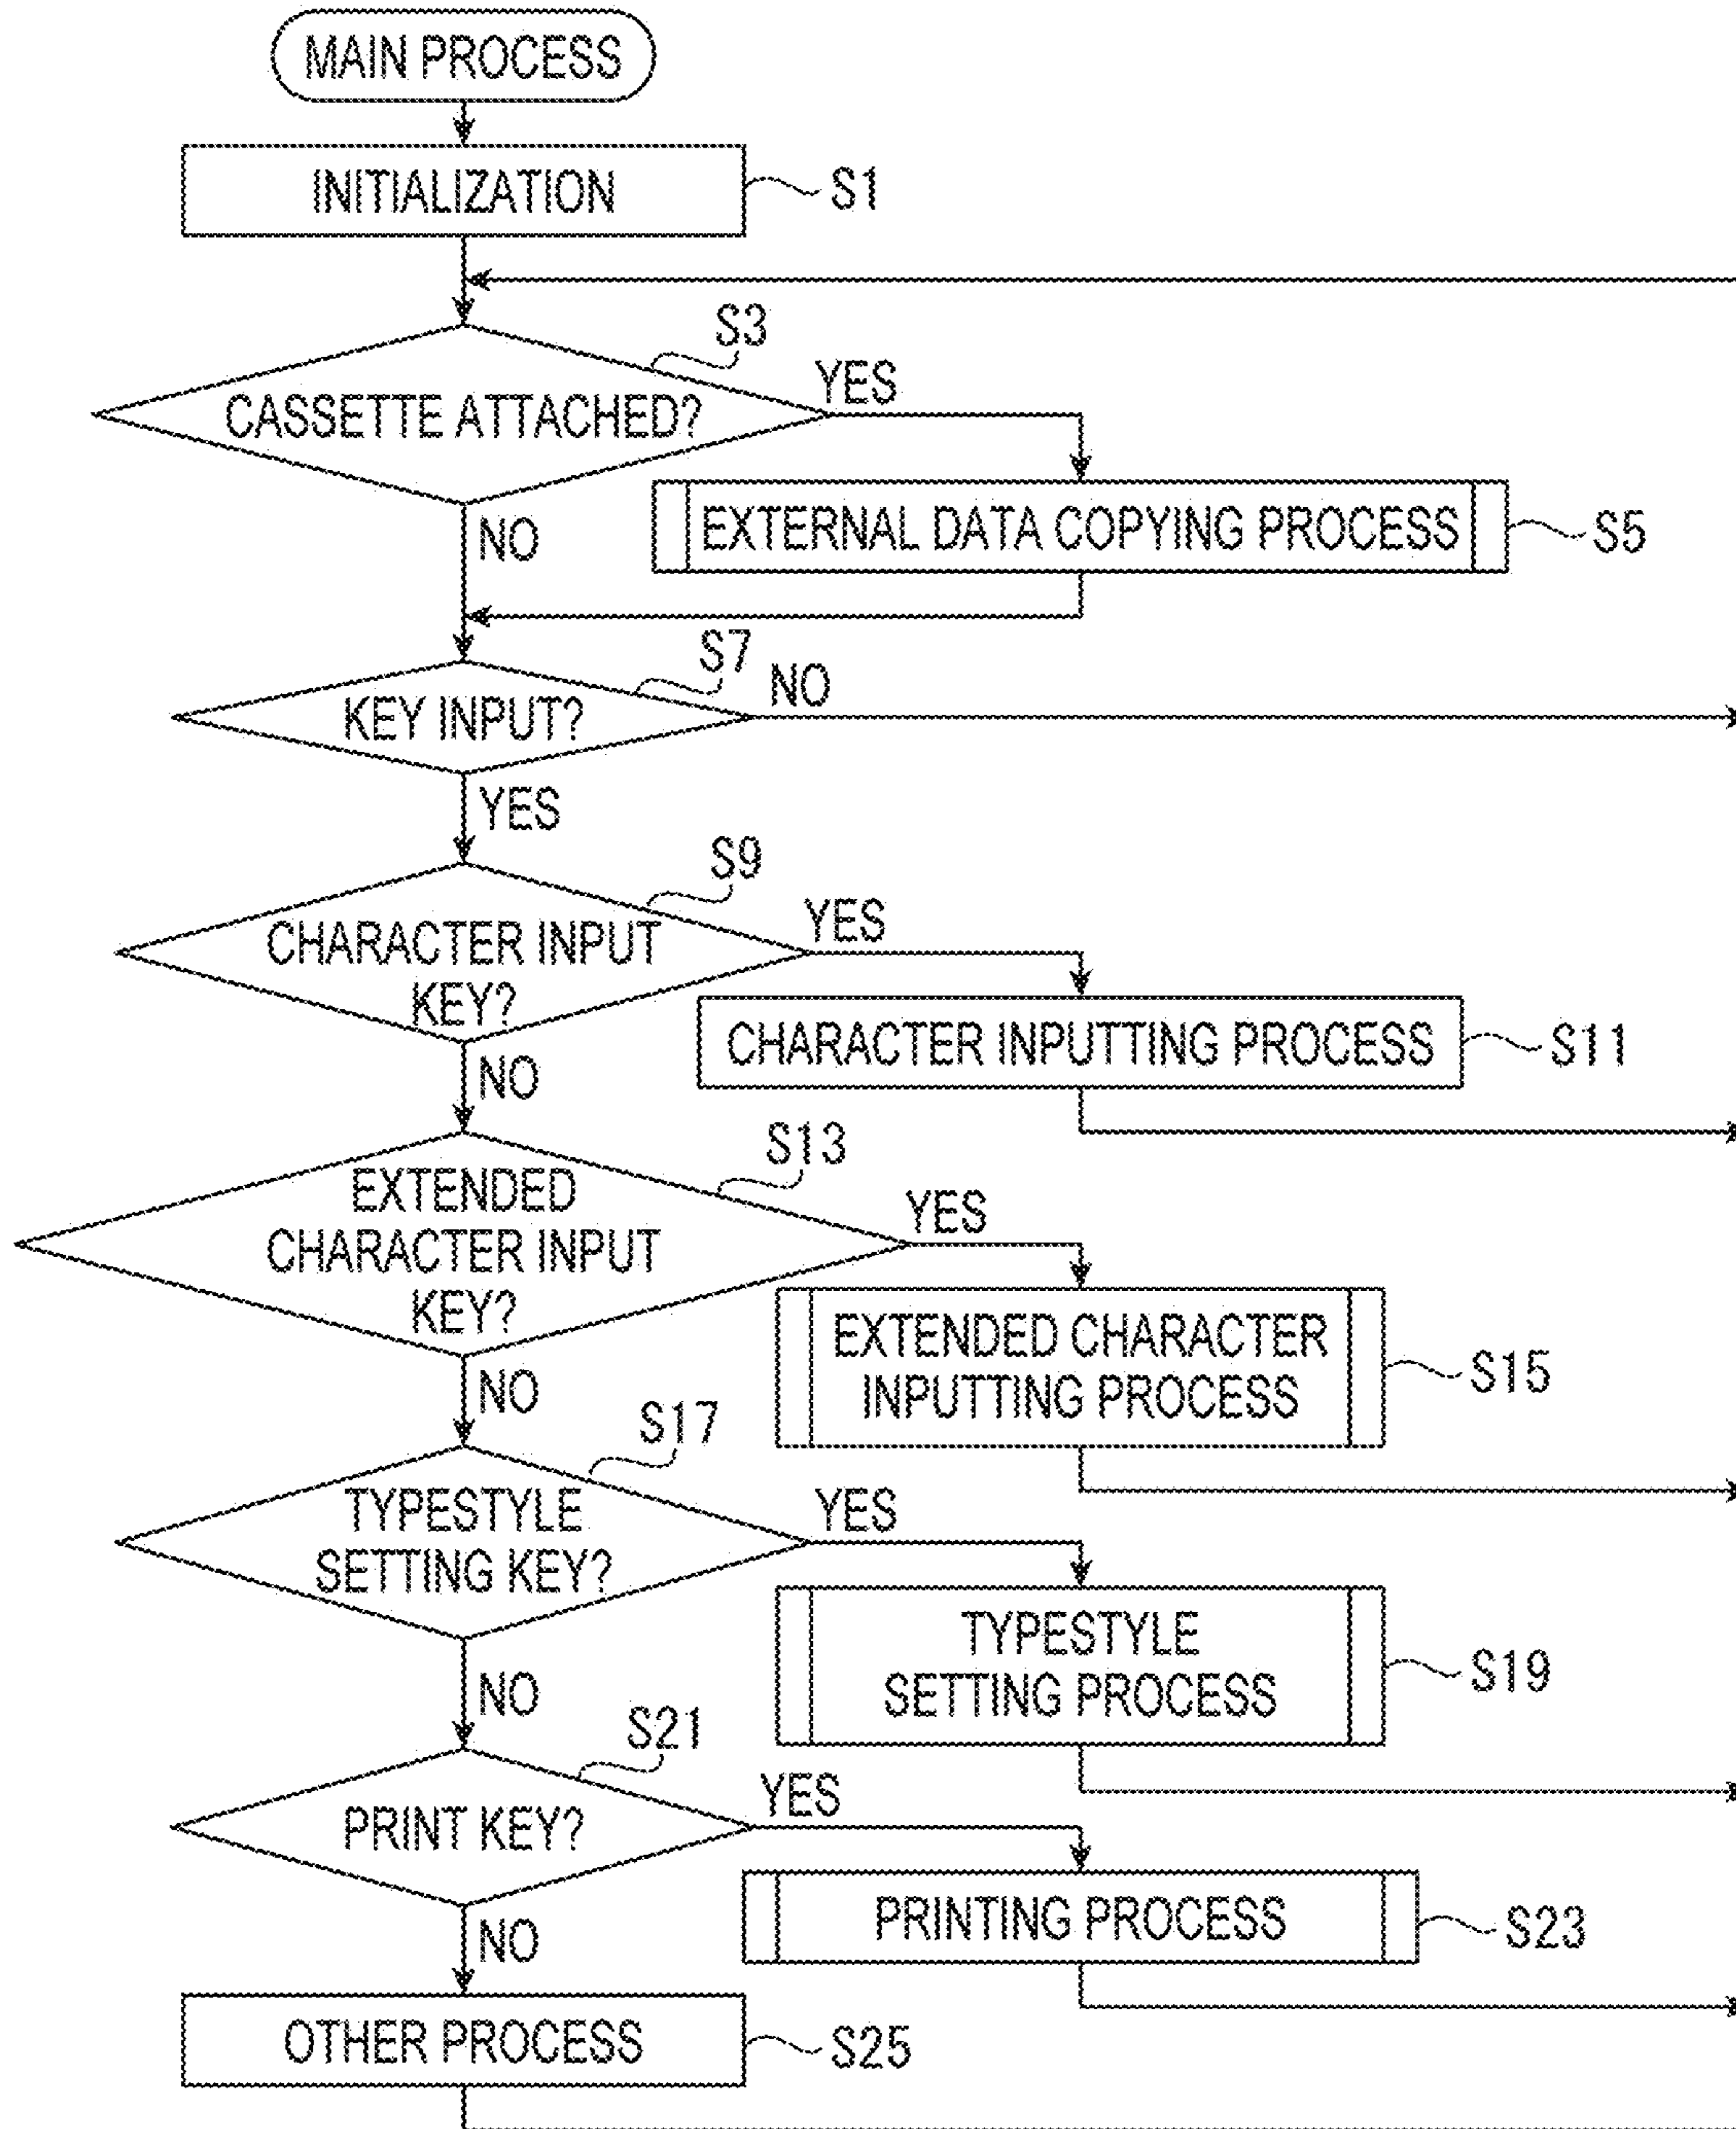 MAIN PROCESS
INITIALIZATION
S1
S3
CASSETTE ATTACHED?
YES
NO
EXTERNAL DATA COPYING PROCESS
S5
S7
KEY INPUT?
NO
YES
S9
CHARACTER INPUT
KEY?
YES
NO
CHARACTER INPUTTING PROCESS
S11
S13
EXTENDED
CHARACTER INPUT
KEY?
YES
NO
EXTENDED CHARACTER
INPUTTING PROCESS
S15
S17
TYPESTYLE
SETTING KEY?
YES
NO
TYPESTYLE
SETTING PROCESS
S19
S21
PRINT KEY?
YES
NO
PRINTING PROCESS
S23
OTHER PROCESS
S25